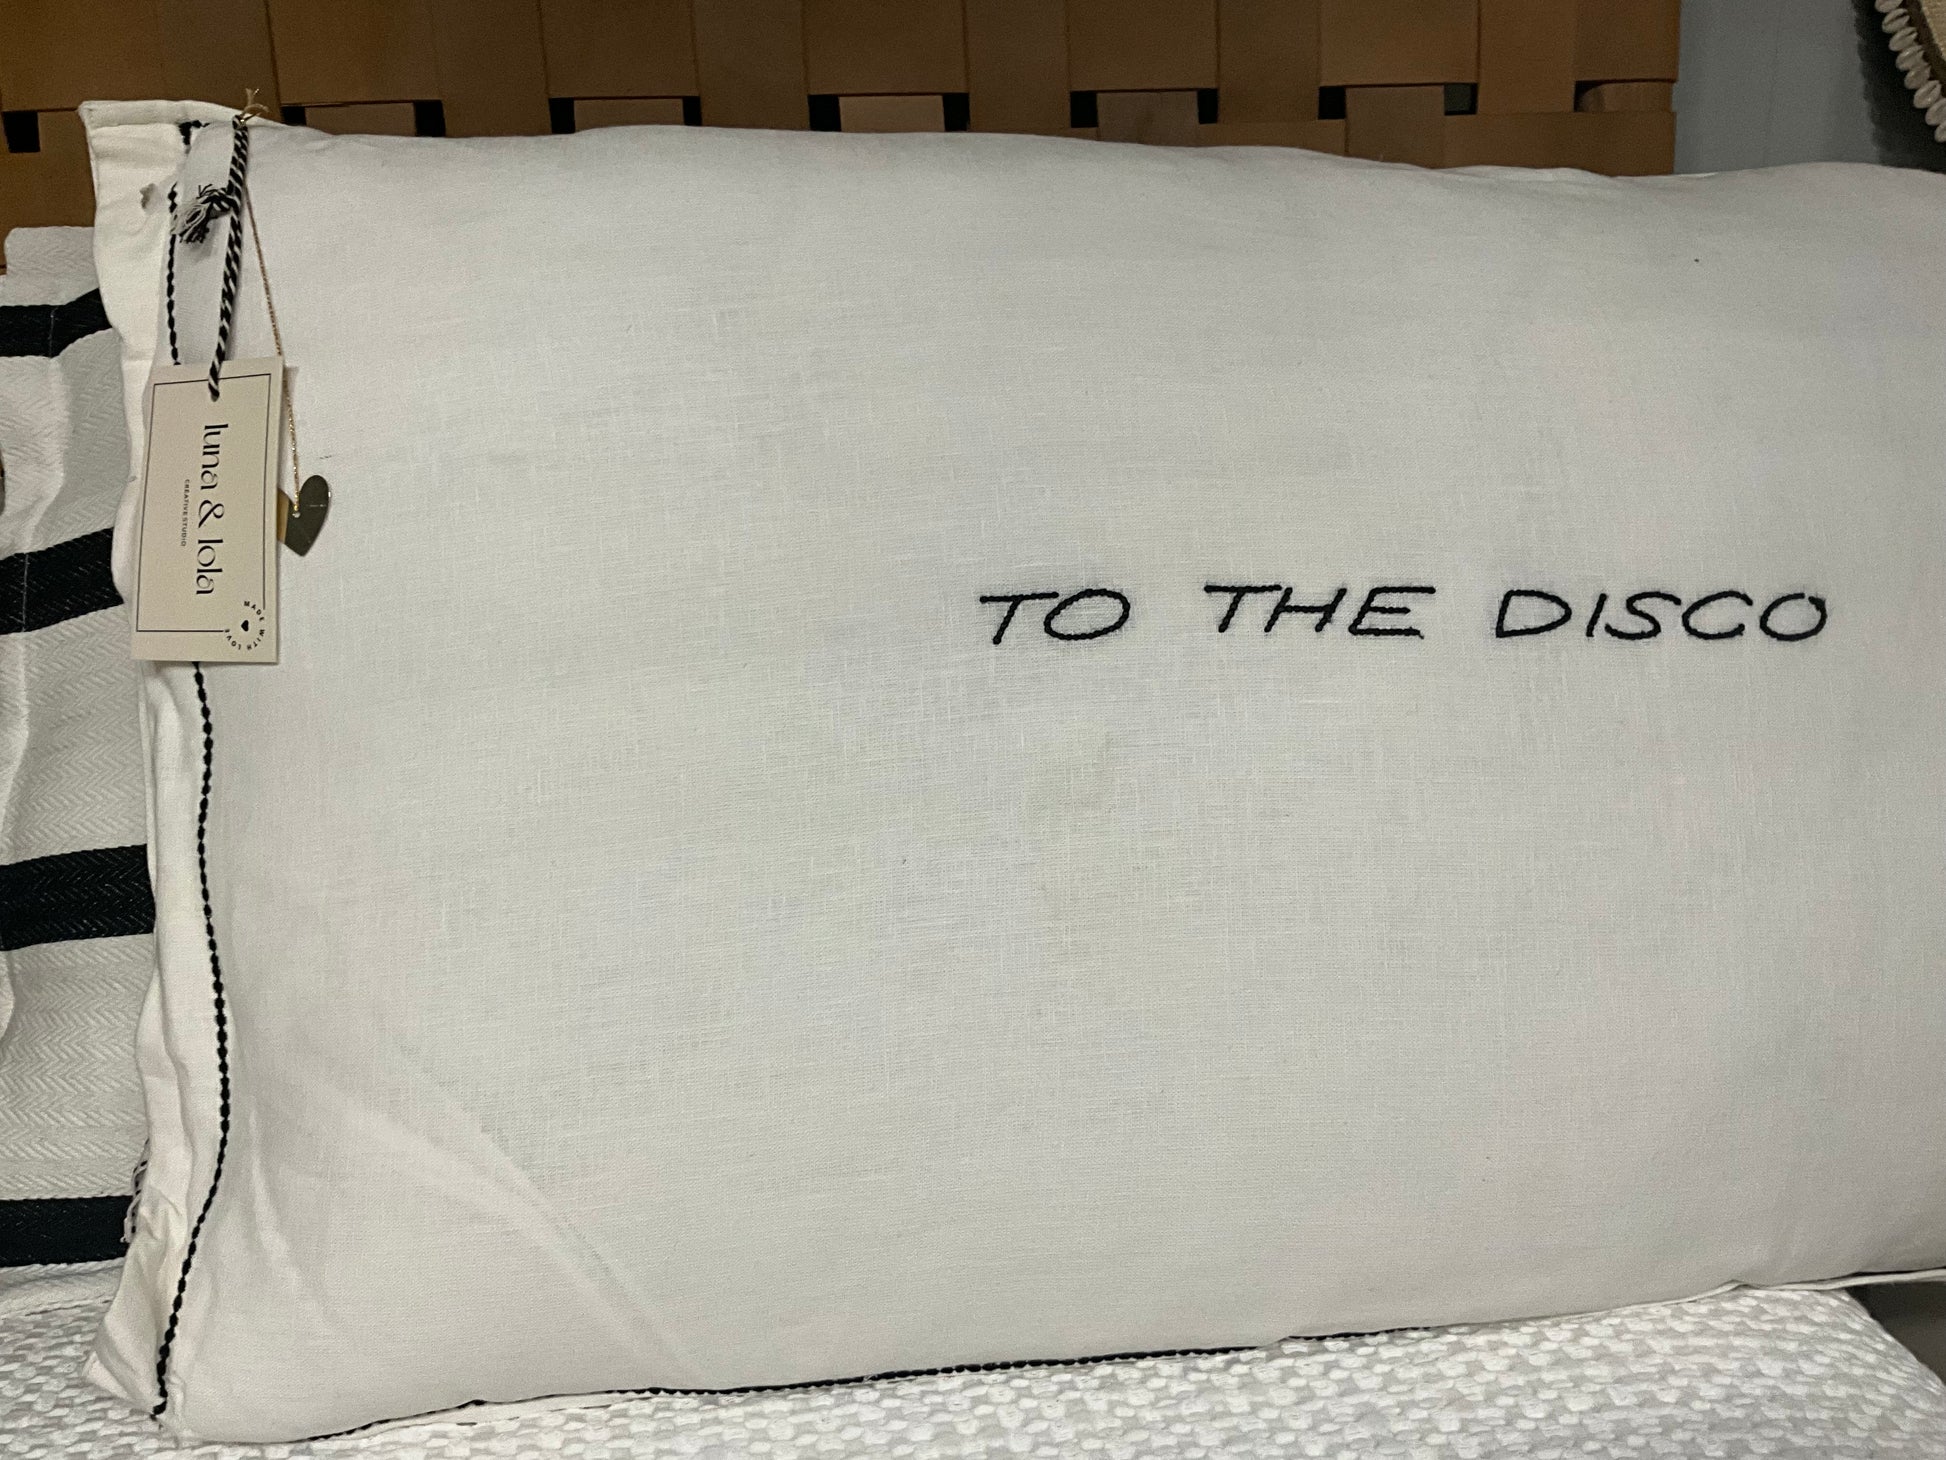 TO THE DISCO
luna & lola
CREATIVE STUDIO
MADE WITH LOVE